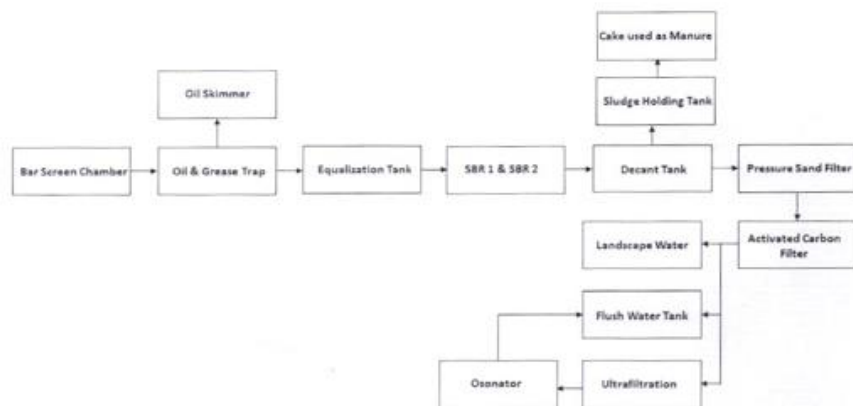 Cake used as Manure
Oil Skimmer
Sludge Holding Tank
Bar Screen Chamber
Oil & Grease Trap
Equalization Tank
SBR 1 & SBR 2
Decant Tank
Pressure Sand Filter
Landscape Water
Activated Carbon
Filter
Flush Water Tank
Osonator
Ultrafiltration